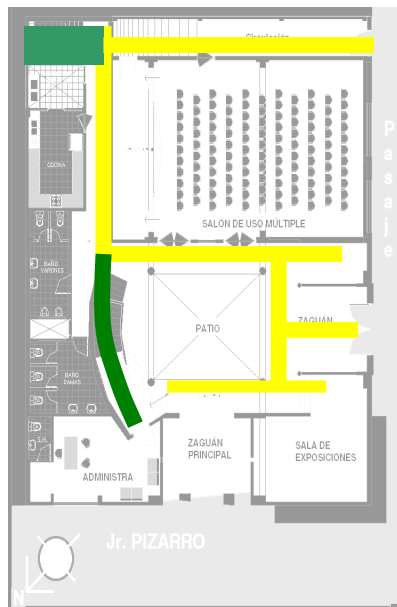 Circulación
COCINA
SALÓN DE USO MÚLTIPLE
Pasaje
BAÑO
VARONES
ZAGUÁN
PATIO
BAÑO
DAMAS
S.H.
ZAGUÁN
PRINCIPAL
SALA DE
EXPOSICIONES
ADMINISTRA
Jr. PIZARRO
N